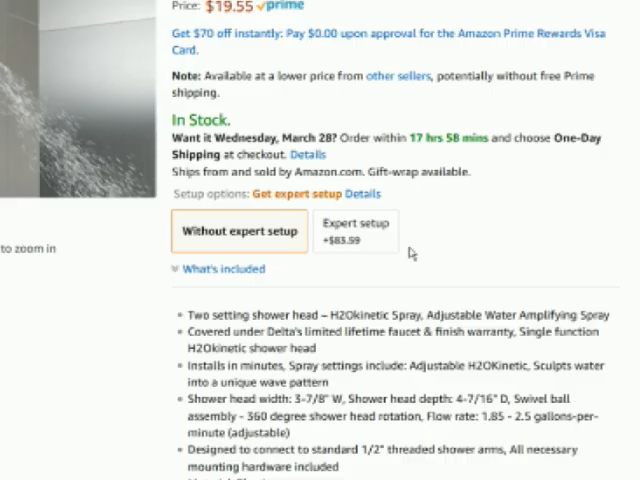 Price: $19.55 prime
Get $70 off instantly: Pay $0.00 upon approval for the Amazon Prime Rewards Visa
Card.
Note: Available at a lower price from other sellers, potentially without free Prime
shipping.
In Stock.
Want it Wednesday, March 28? Order within 17 hrs 58 mins and choose One-Day
Shipping at checkout. Details
Ships from and sold by Amazon.com. Gift-wrap available.
Setup options: Get expert setup Details
Without expert setup
Expert setup
+$83.59
to zoom in
What's included
• Two setting shower head – H2Okinetic Spray, Adjustable Water Amplifying Spray
• Covered under Delta's limited lifetime faucet & finish warranty, Single function
H2Okinetic shower head
• Installs in minutes, Spray settings include: Adjustable H2OKinetic, Sculpts water
into a unique wave pattern
• Shower head width: 3-7/8" W, Shower head depth: 4-7/16" D, Swivel ball
assembly - 360 degree shower head rotation, Flow rate: 1.85 - 2.5 gallons-per-
minute (adjustable)
• Designed to connect to standard 1/2" threaded shower arms, All necessary
mounting hardware included